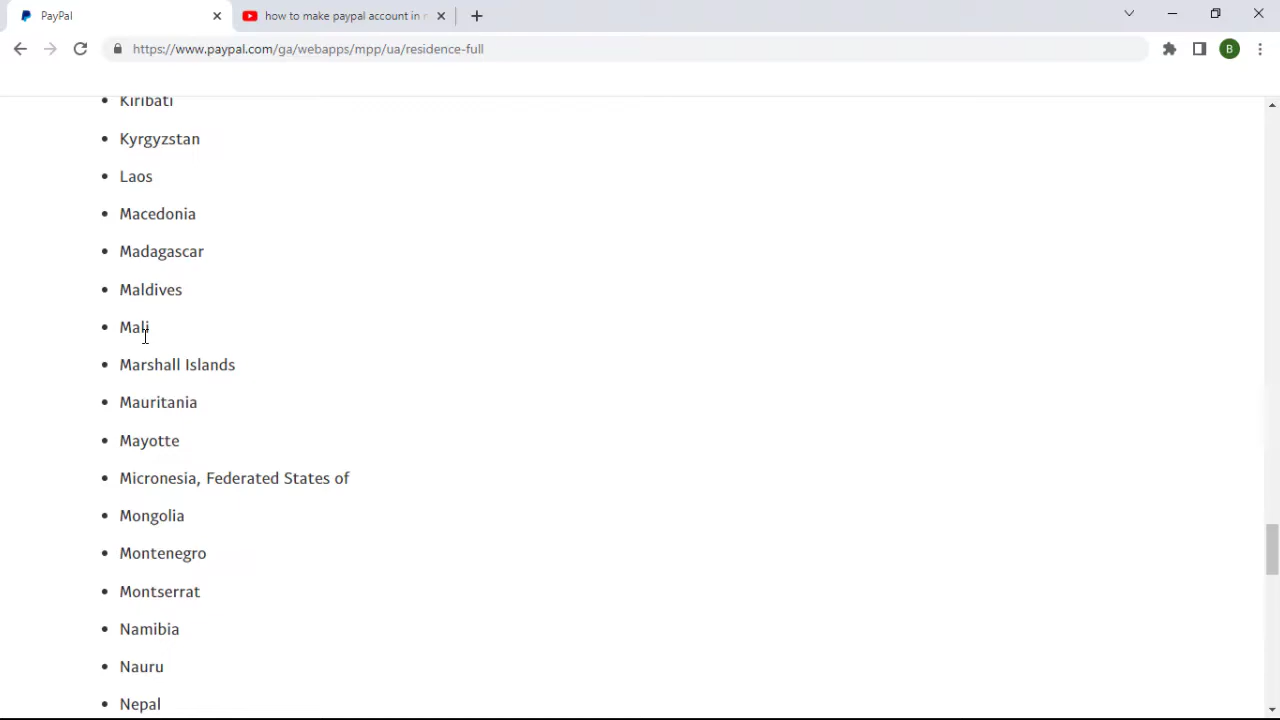 PayPal
how to make paypal account in
https://www.paypal.com/ga/webapps/mpp/ua/residence-full
B
Kiribati
Kyrgyzstan
Laos
Macedonia
Madagascar
Maldives
Mali
Marshall Islands
Mauritania
Mayotte
Micronesia, Federated States of
Mongolia
Montenegro
Montserrat
Namibia
Nauru
Nepal